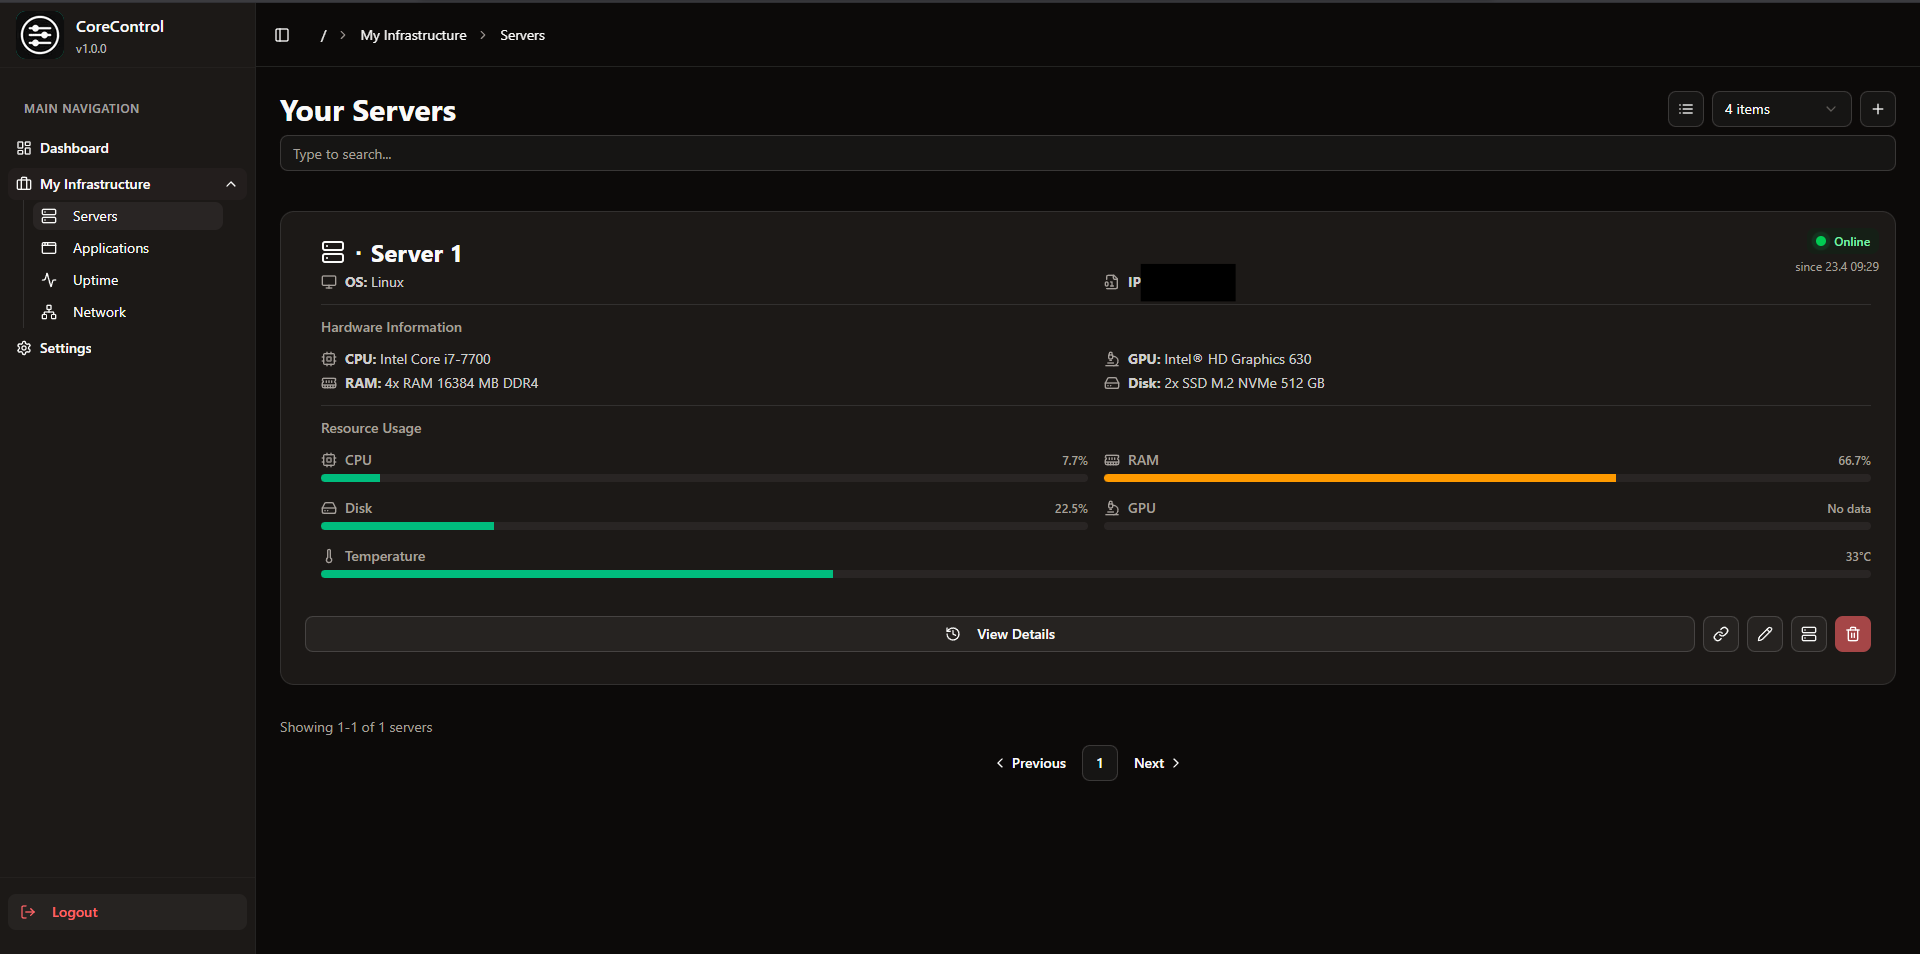 CoreControl
v1.0.0
MAIN NAVIGATION
Dashboard
My Infrastructure
Servers
Applications
Uptime
Network
Settings
Logout
/ > My Infrastructure > Servers
Your Servers
4 items
Type to search...
· Server 1
Online
since 23.4 09:29
OS: Linux
IP
Hardware Information
CPU: Intel Core i7-7700
GPU: Intel® HD Graphics 630
RAM: 4x RAM 16384 MB DDR4
Disk: 2x SSD M.2 NVMe 512 GB
Resource Usage
CPU 7.7%
RAM 66.7%
Disk 22.5%
GPU No data
Temperature 33°C
View Details
Showing 1-1 of 1 servers
Previous 1 Next